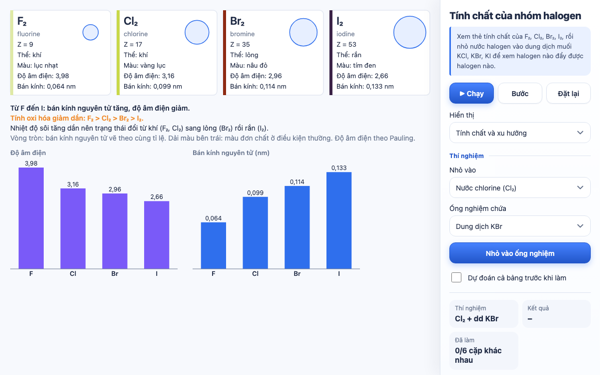 F₂
fluorine
Z = 9
Thể: khí
Màu: lục nhạt
Độ âm điện: 3,98
Bán kính: 0,064 nm
Cl₂
chlorine
Z = 17
Thể: khí
Màu: vàng lục
Độ âm điện: 3,16
Bán kính: 0,099 nm
Br₂
bromine
Z = 35
Thể: lỏng
Màu: nâu đỏ
Độ âm điện: 2,96
Bán kính: 0,114 nm
I₂
iodine
Z = 53
Thể: rắn
Màu: tím đen
Độ âm điện: 2,66
Bán kính: 0,133 nm
Từ F đến I: bán kính nguyên tử tăng, độ âm điện giảm.
Tính oxi hóa giảm dần: F₂ > Cl₂ > Br₂ > I₂.
Nhiệt độ sôi tăng dần nên trạng thái đổi từ khí (F₂, Cl₂) sang lỏng (Br₂) rồi rắn (I₂).
Vòng tròn: bán kính nguyên tử vẽ theo cùng tỉ lệ. Dải màu bên trái: màu đơn chất ở điều kiện thường. Độ âm điện theo Pauling.
Độ âm điện
3,98
3,16
2,96
2,66
F
Cl
Br
I
Bán kính nguyên tử (nm)
0,064
0,099
0,114
0,133
F
Cl
Br
I
Tính chất của nhóm halogen
Xem thẻ tính chất của F₂, Cl₂, Br₂, I₂, rồi
nhỏ nước halogen vào dung dịch muối
KCl, KBr, KI để xem halogen nào đẩy được
halogen nào.
▶ Chạy
Bước
Đặt lại
Hiển thị
Tính chất và xu hướng
Thí nghiệm
Nhỏ vào
Nước chlorine (Cl₂)
Ống nghiệm chứa
Dung dịch KBr
Nhỏ vào ống nghiệm
Dự đoán cả bảng trước khi làm
Thí nghiệm
Cl₂ + dd KBr
Kết quả
–
Đã làm
0/6 cặp khác
nhau